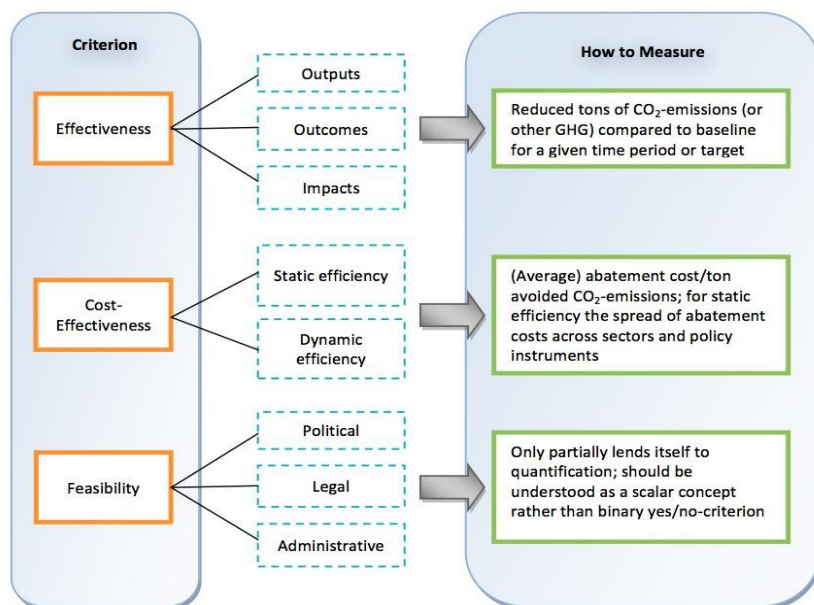 Criterion
How to Measure
Effectiveness
Outputs
Outcomes
Impacts
Reduced tons of CO₂-emissions (or
other GHG) compared to baseline
for a given time period or target
Cost-
Effectiveness
Static efficiency
Dynamic
efficiency
(Average) abatement cost/ton
avoided CO₂-emissions; for static
efficiency the spread of abatement
costs across sectors and policy
instruments
Feasibility
Political
Legal
Administrative
Only partially lends itself to
quantification; should be
understood as a scalar concept
rather than binary yes/no-criterion